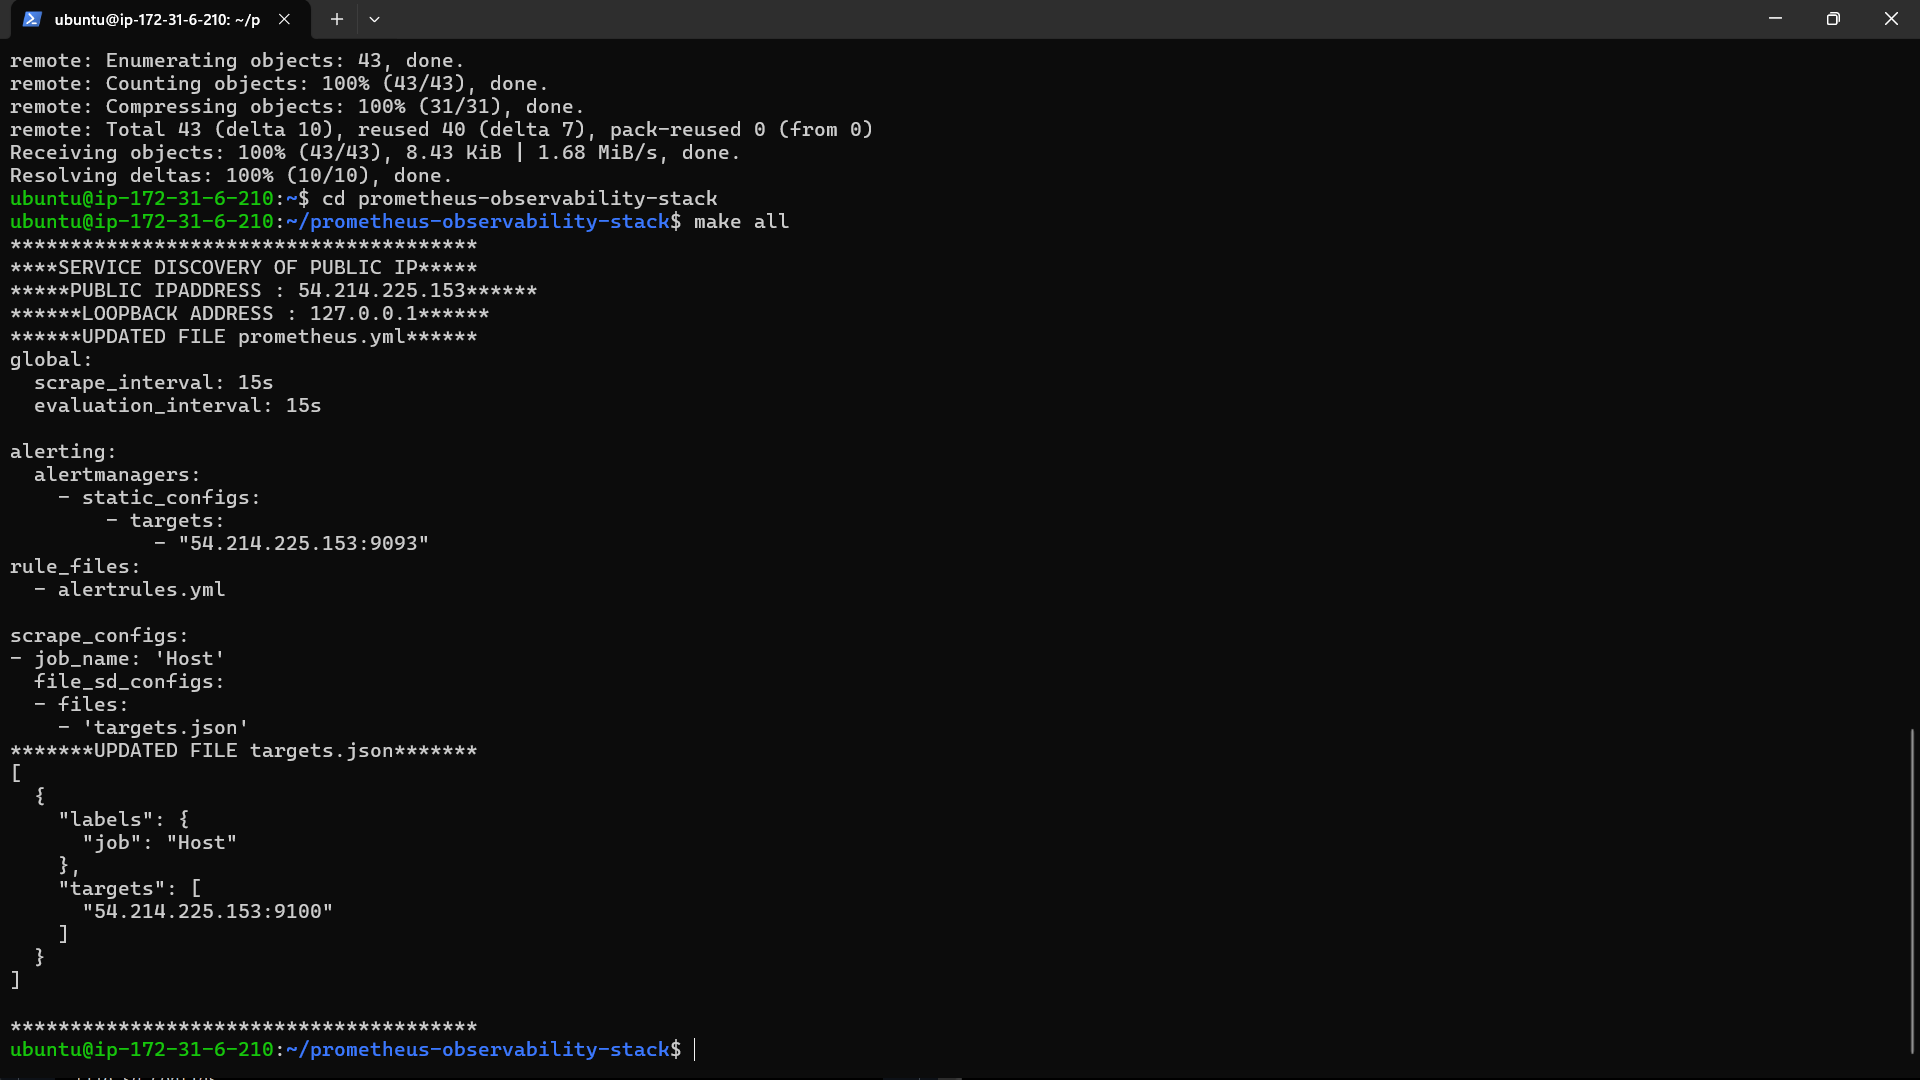 ubuntu@ip-172-31-6-210: ~/p
remote: Enumerating objects: 43, done.
remote: Counting objects: 100% (43/43), done.
remote: Compressing objects: 100% (31/31), done.
remote: Total 43 (delta 10), reused 40 (delta 7), pack-reused 0 (from 0)
Receiving objects: 100% (43/43), 8.43 KiB | 1.68 MiB/s, done.
Resolving deltas: 100% (10/10), done.
ubuntu@ip-172-31-6-210:~$ cd prometheus-observability-stack
ubuntu@ip-172-31-6-210:~/prometheus-observability-stack$ make all
***************************************
****SERVICE DISCOVERY OF PUBLIC IP*****
*****PUBLIC IPADDRESS : 54.214.225.153******
******LOOPBACK ADDRESS : 127.0.0.1******
******UPDATED FILE prometheus.yml******
global:
  scrape_interval: 15s
  evaluation_interval: 15s

alerting:
  alertmanagers:
    - static_configs:
        - targets:
            - "54.214.225.153:9093"
rule_files:
  - alertrules.yml

scrape_configs:
- job_name: 'Host'
  file_sd_configs:
  - files:
    - 'targets.json'
*******UPDATED FILE targets.json*******
[
  {
    "labels": {
      "job": "Host"
    },
    "targets": [
      "54.214.225.153:9100"
    ]
  }
]

***************************************
ubuntu@ip-172-31-6-210:~/prometheus-observability-stack$